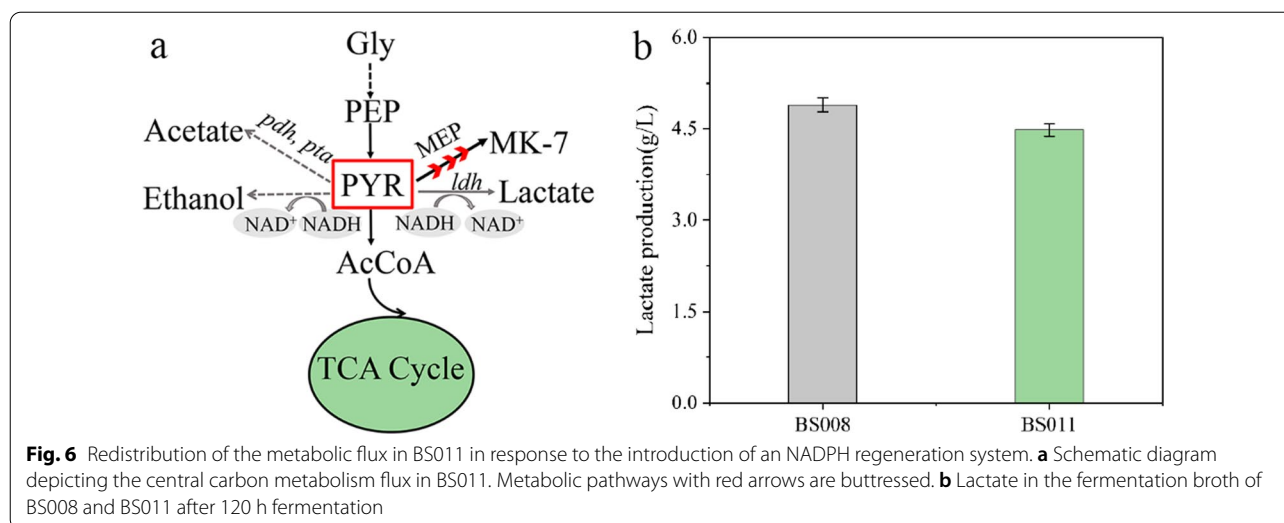 a
Gly
PEP
Acetate
pdh, pta
MEP
MK-7
PYR
ldh
Ethanol
Lactate
NAD⁺
NADH
NADH
NAD⁺
AcCoA
TCA Cycle
b
Lactate production(g/L)
6.0
4.5
3.0
1.5
0.0
BS008
BS011
Fig. 6 Redistribution of the metabolic flux in BS011 in response to the introduction of an NADPH regeneration system. a Schematic diagram
depicting the central carbon metabolism flux in BS011. Metabolic pathways with red arrows are buttressed. b Lactate in the fermentation broth of
BS008 and BS011 after 120 h fermentation